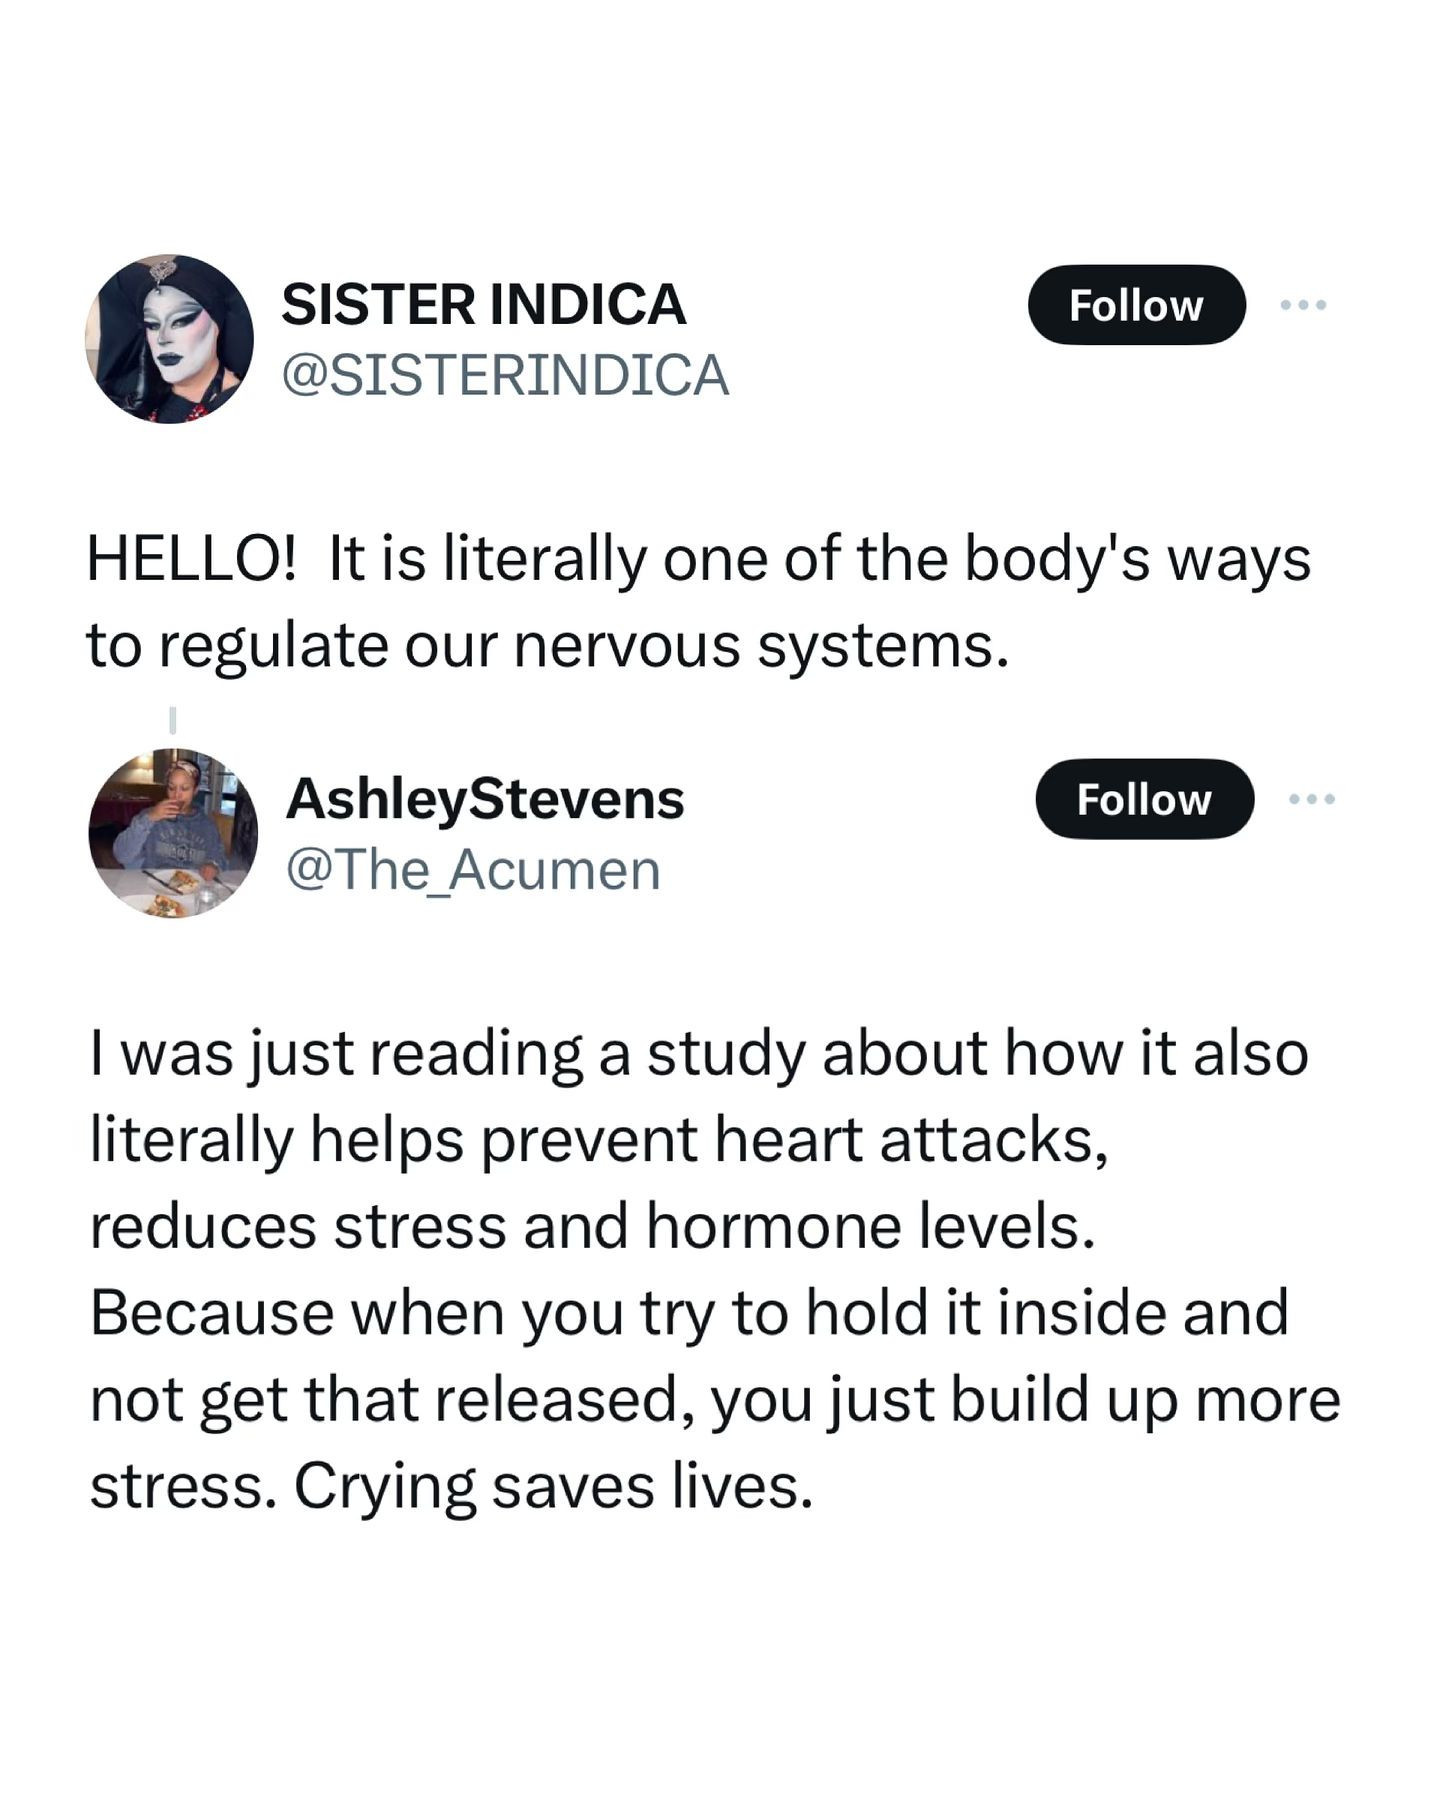 SISTER INDICA
Follow
@SISTERINDICA
HELLO!  It is literally one of the body's ways
to regulate our nervous systems.
AshleyStevens
Follow
@The_Acumen
I was just reading a study about how it also
literally helps prevent heart attacks,
reduces stress and hormone levels.
Because when you try to hold it inside and
not get that released, you just build up more
stress. Crying saves lives.